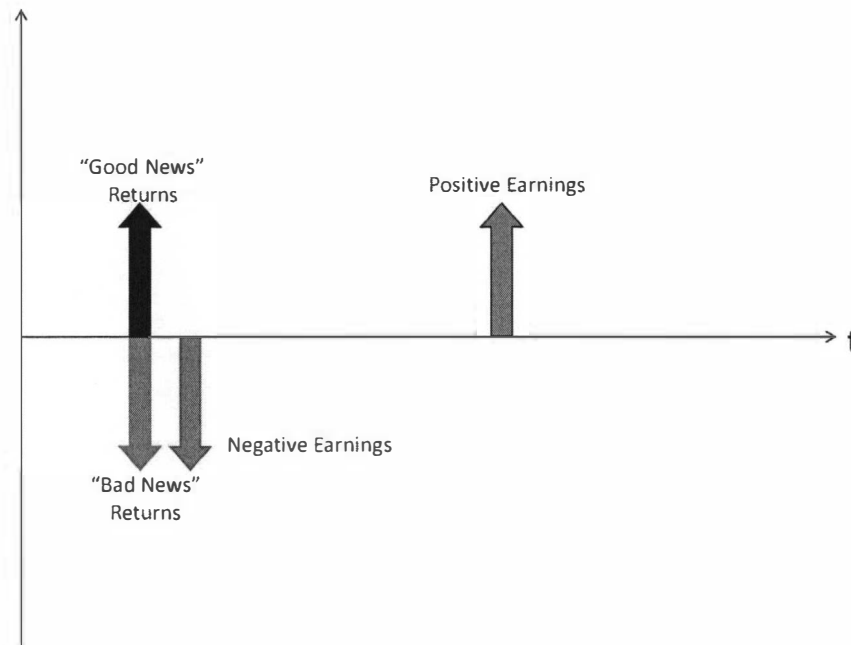 “Good News”
Returns
Positive Earnings
t
Negative Earnings
“Bad News”
Returns